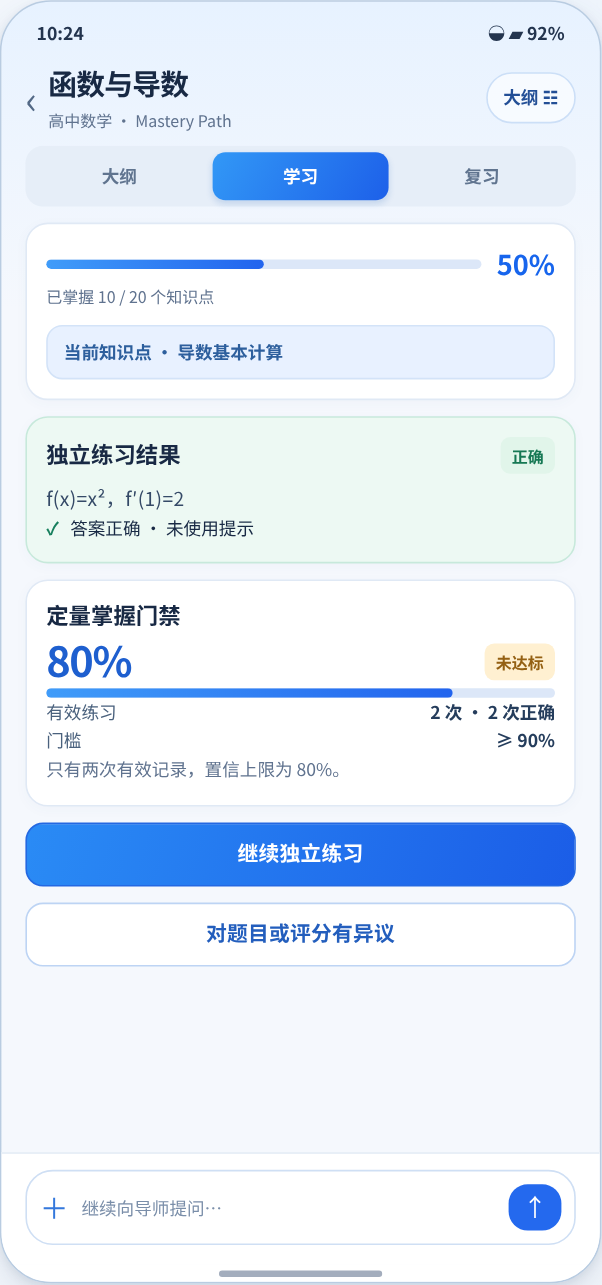 10:24
92%
函数与导数
高中数学 · Mastery Path
大纲 ☷
大纲
学习
复习
50%
已掌握 10 / 20 个知识点
当前知识点 · 导数基本计算
独立练习结果
正确
f(x)=x²，f′(1)=2
✓ 答案正确 · 未使用提示
定量掌握门禁
80%
未达标
有效练习 2 次 · 2 次正确
门槛 ≥ 90%
只有两次有效记录，置信上限为 80%。
继续独立练习
对题目或评分有异议
继续向导师提问…